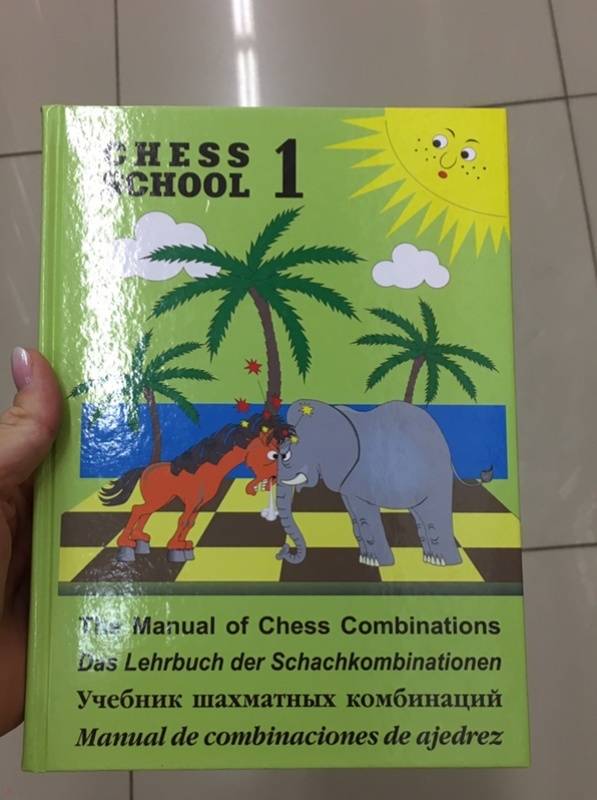 CHESS
SCHOOL 1
The Manual of Chess Combinations
Das Lehrbuch der Schachkombinationen
Учебник шахматных комбинаций
Manual de combinaciones de ajedrez